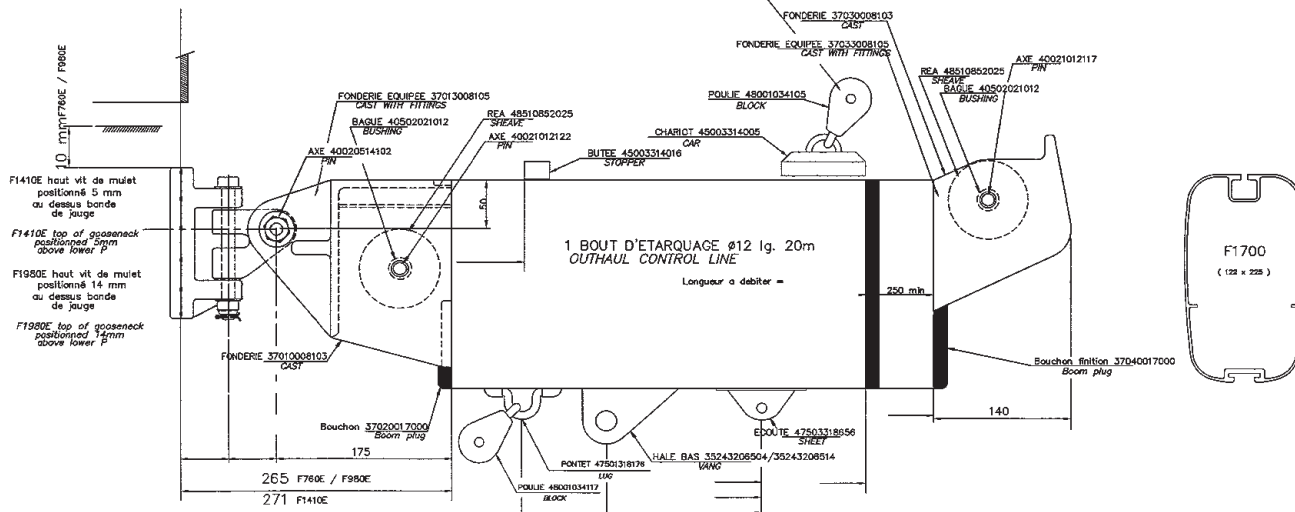 FONDERIE 37030008103
CAST
FONDERIE EQUIPEE 37033008105
CAST WITH FITTINGS
AXE 40021012117
PIN
REA 48510852025
SHEAVE
BAGUE 40502021012
BUSHING
POULIE 48001034105
BLOCK
CHARIOT 45003314005
CAR
BUTEE 45003314016
STOPPER
FONDERIE EQUIPEE 37013008105
CAST WITH FITTINGS
BAGUE 40502021012
BUSHING
REA 48510852025
SHEAVE
AXE 40021012122
PIN
AXE 40020514102
PIN
10 mm F760E / F980E
F1410E haut vit de mulet
positionné 5 mm
au dessus bande
de jauge
F1410E top of gooseneck
positionned 5mm
above lower P
F1980E haut vit de mulet
positionné 14 mm
au dessus bande
de jauge
F1980E top of gooseneck
positionned 14mm
above lower P
50
1 BOUT D'ETARQUAGE ø12 lg. 20m
OUTHAUL CONTROL LINE
Longueur a debiter =
250 min
F1700
( 122 x 225 )
FONDERIE 37010008103
CAST
Bouchon finition 37040017000
Boom plug
140
Bouchon 37020017000
Boom plug
ECOUTE 47503318656
SHEET
HALE BAS 35243206504/35243206514
VANG
PONTET 47501318176
LUG
POULIE 48001034117
BLOCK
175
265 F760E / F980E
271 F1410E